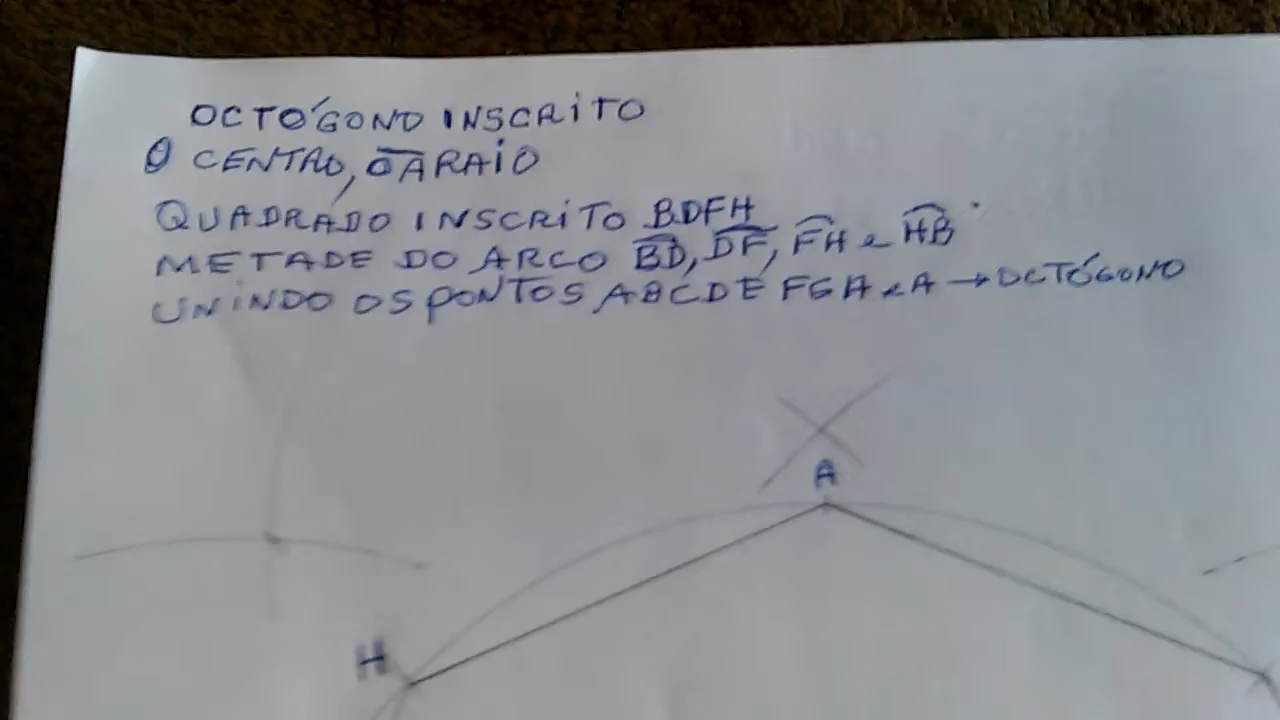 OCTÓGONO INSCRITO
O CENTRO, O̅A̅ RAIO
QUADRADO INSCRITO BDFH
METADE DO ARCO BD, DF, FH e HB
UNINDO OS PONTOS ABCDEFGH e A → OCTÓGONO
A
H